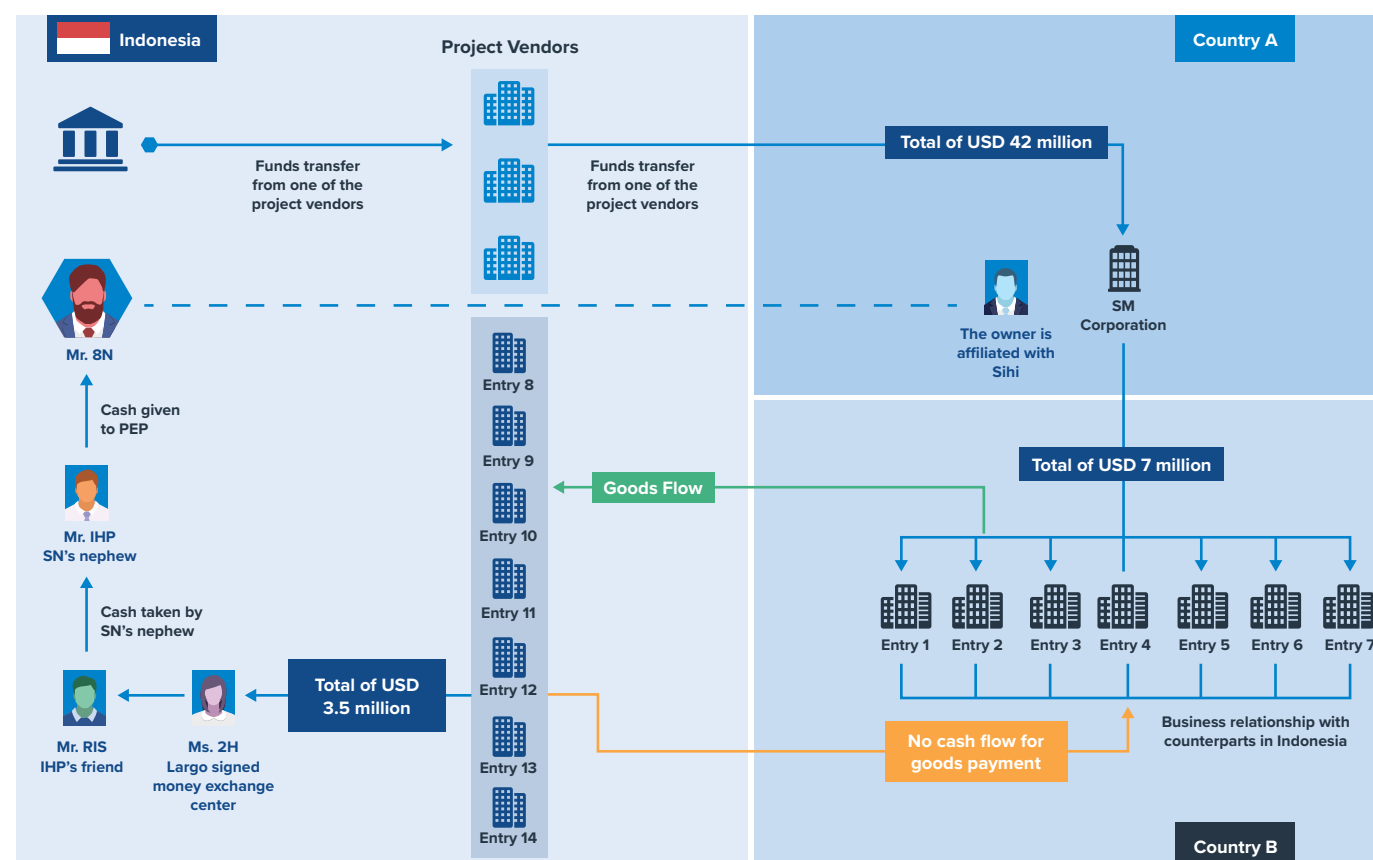 Indonesia
Project Vendors
Country A
Funds transfer
from one of the
project vendors
Funds transfer
from one of the
project vendors
Total of USD 42 million
Mr. 8N
The owner is
affiliated with
Sihi
SM
Corporation
Cash given
to PEP
Mr. IHP
SN's nephew
Cash taken by
SN's nephew
Mr. RIS
IHP's friend
Ms. 2H
Largo signed
money exchange
center
Total of USD
3.5 million
Entry 8
Entry 9
Entry 10
Entry 11
Entry 12
Entry 13
Entry 14
Goods Flow
Total of USD 7 million
Entry 1
Entry 2
Entry 3
Entry 4
Entry 5
Entry 6
Entry 7
No cash flow for
goods payment
Business relationship with
counterparts in Indonesia
Country B